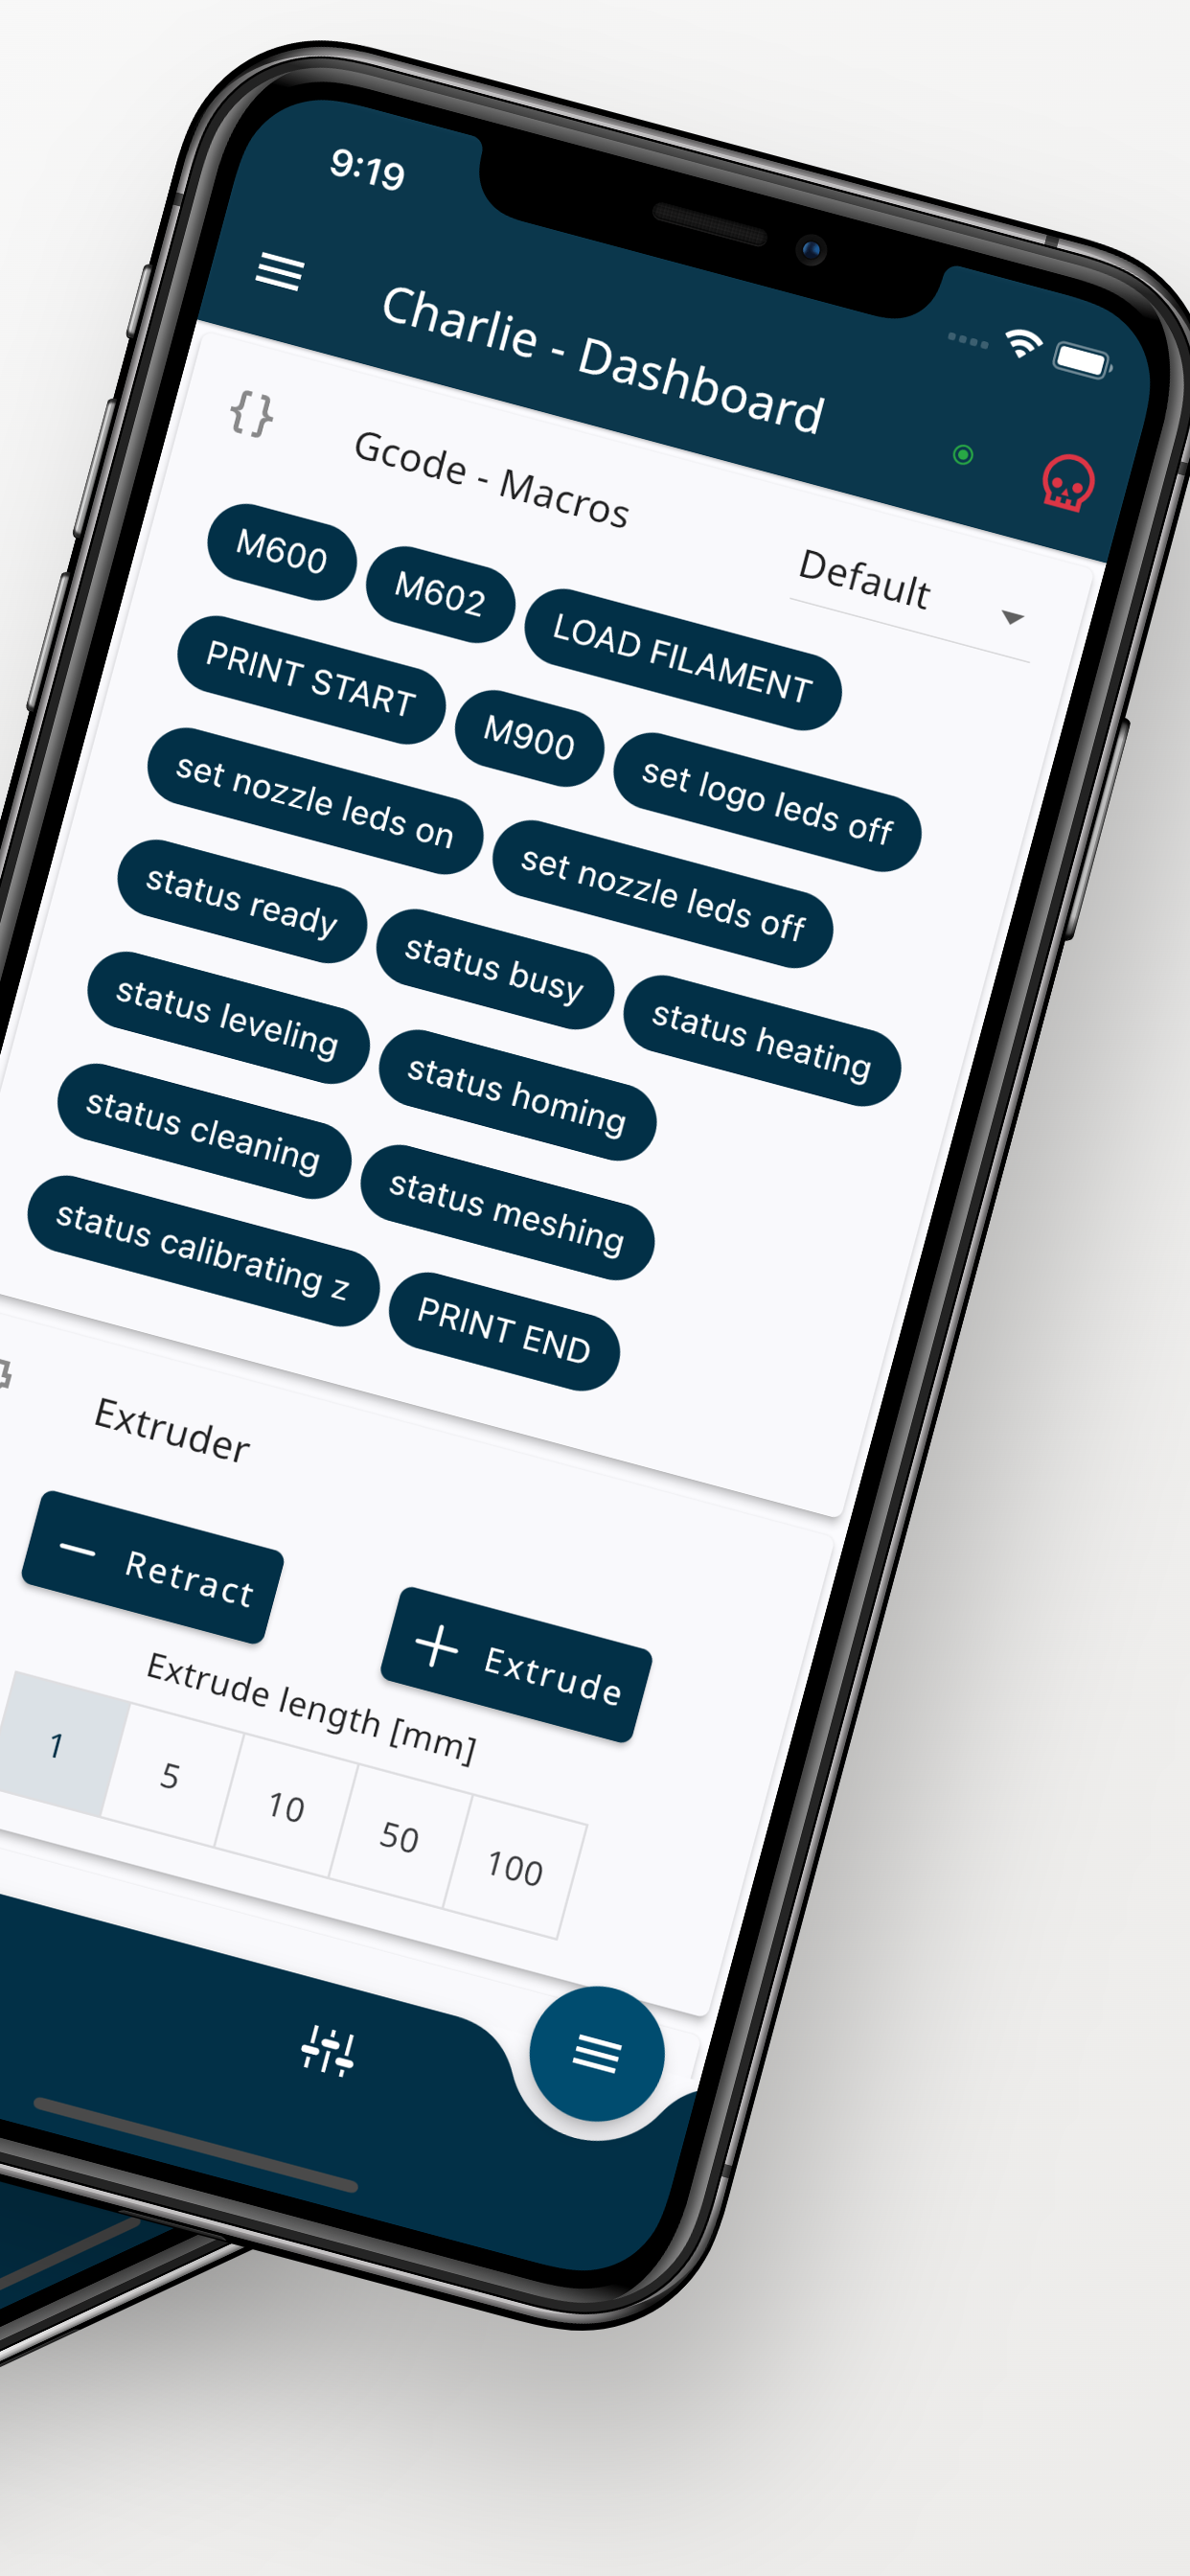 9:19
Charlie - Dashboard
{} Gcode - Macros
Default
M600 M602 LOAD FILAMENT
PRINT START M900 set logo leds off
set nozzle leds on set nozzle leds off
status ready status busy status heating
status leveling status homing
status cleaning status meshing
status calibrating z PRINT END
Extruder
Retract Extrude
Extrude length [mm]
1 5 10 50 100